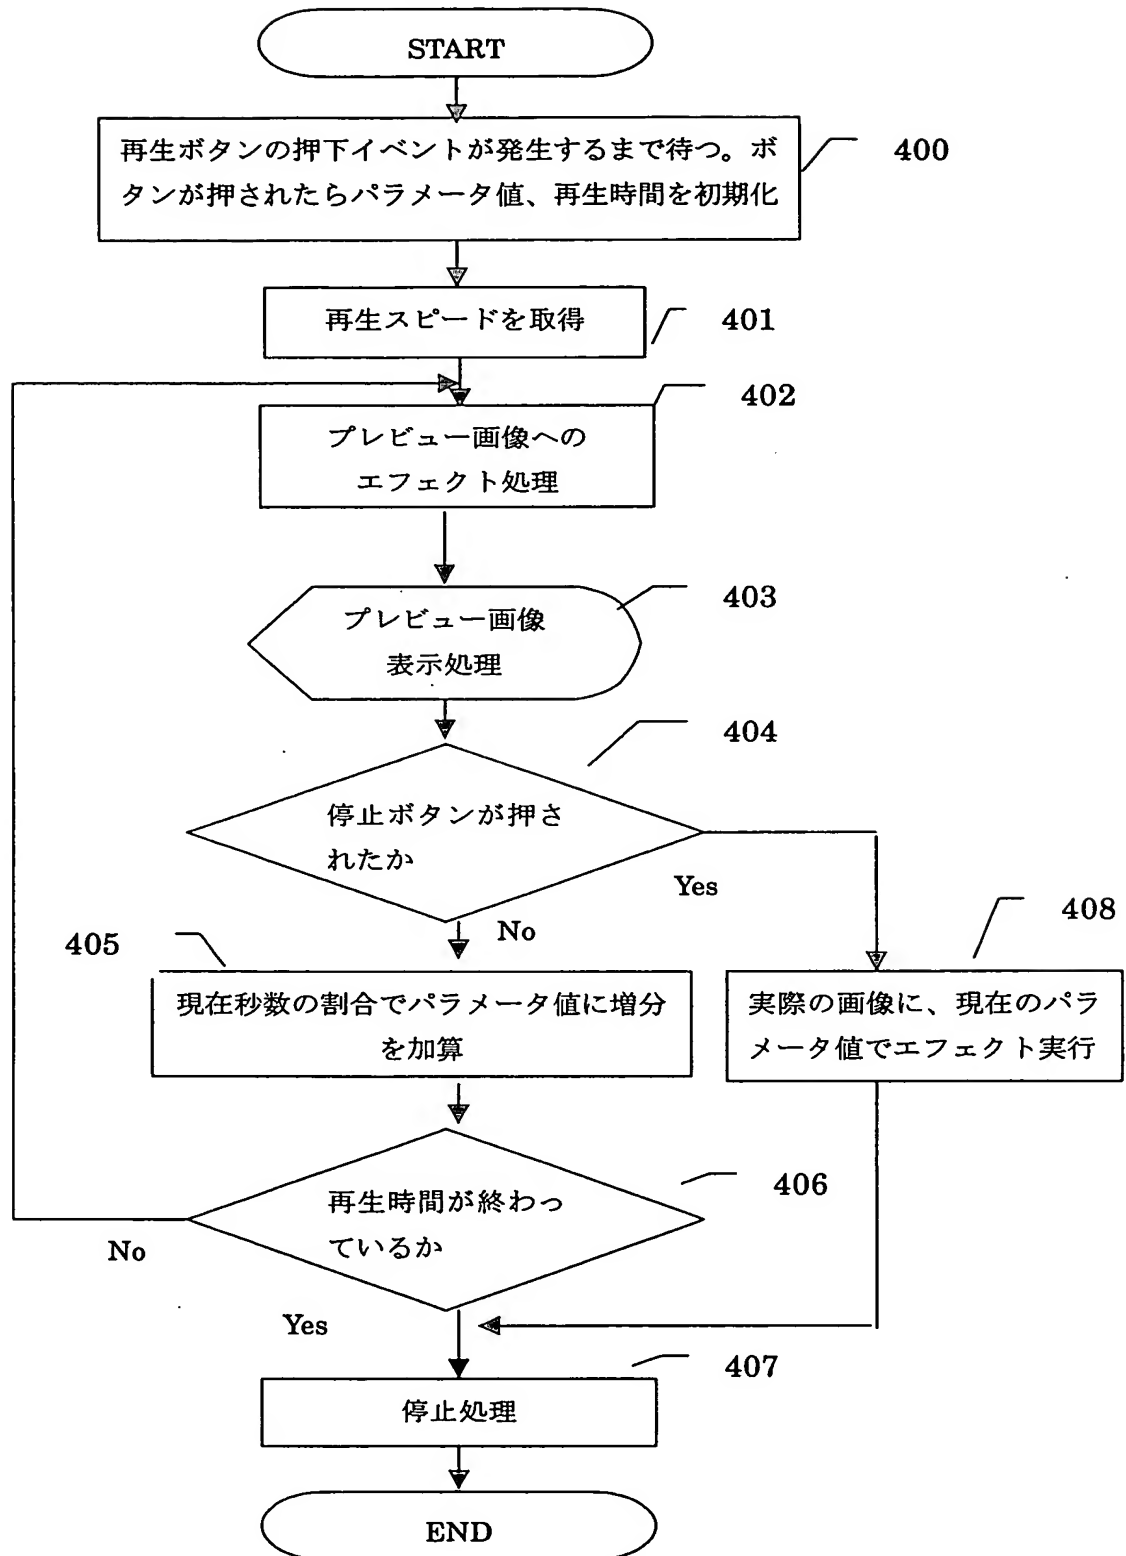 START
再生ボタンの押下イベントが発生するまで待つ。ボ
タンが押されたらパラメータ値、再生時間を初期化
400
再生スピードを取得
401
402
プレビュー画像への
エフェクト処理
403
プレビュー画像
表示処理
404
停止ボタンが押さ
れたか
Yes
No
405
408
現在秒数の割合でパラメータ値に増分
を加算
実際の画像に、現在のパラ
メータ値でエフェクト実行
406
再生時間が終わっ
ているか
No
Yes
407
停止処理
END